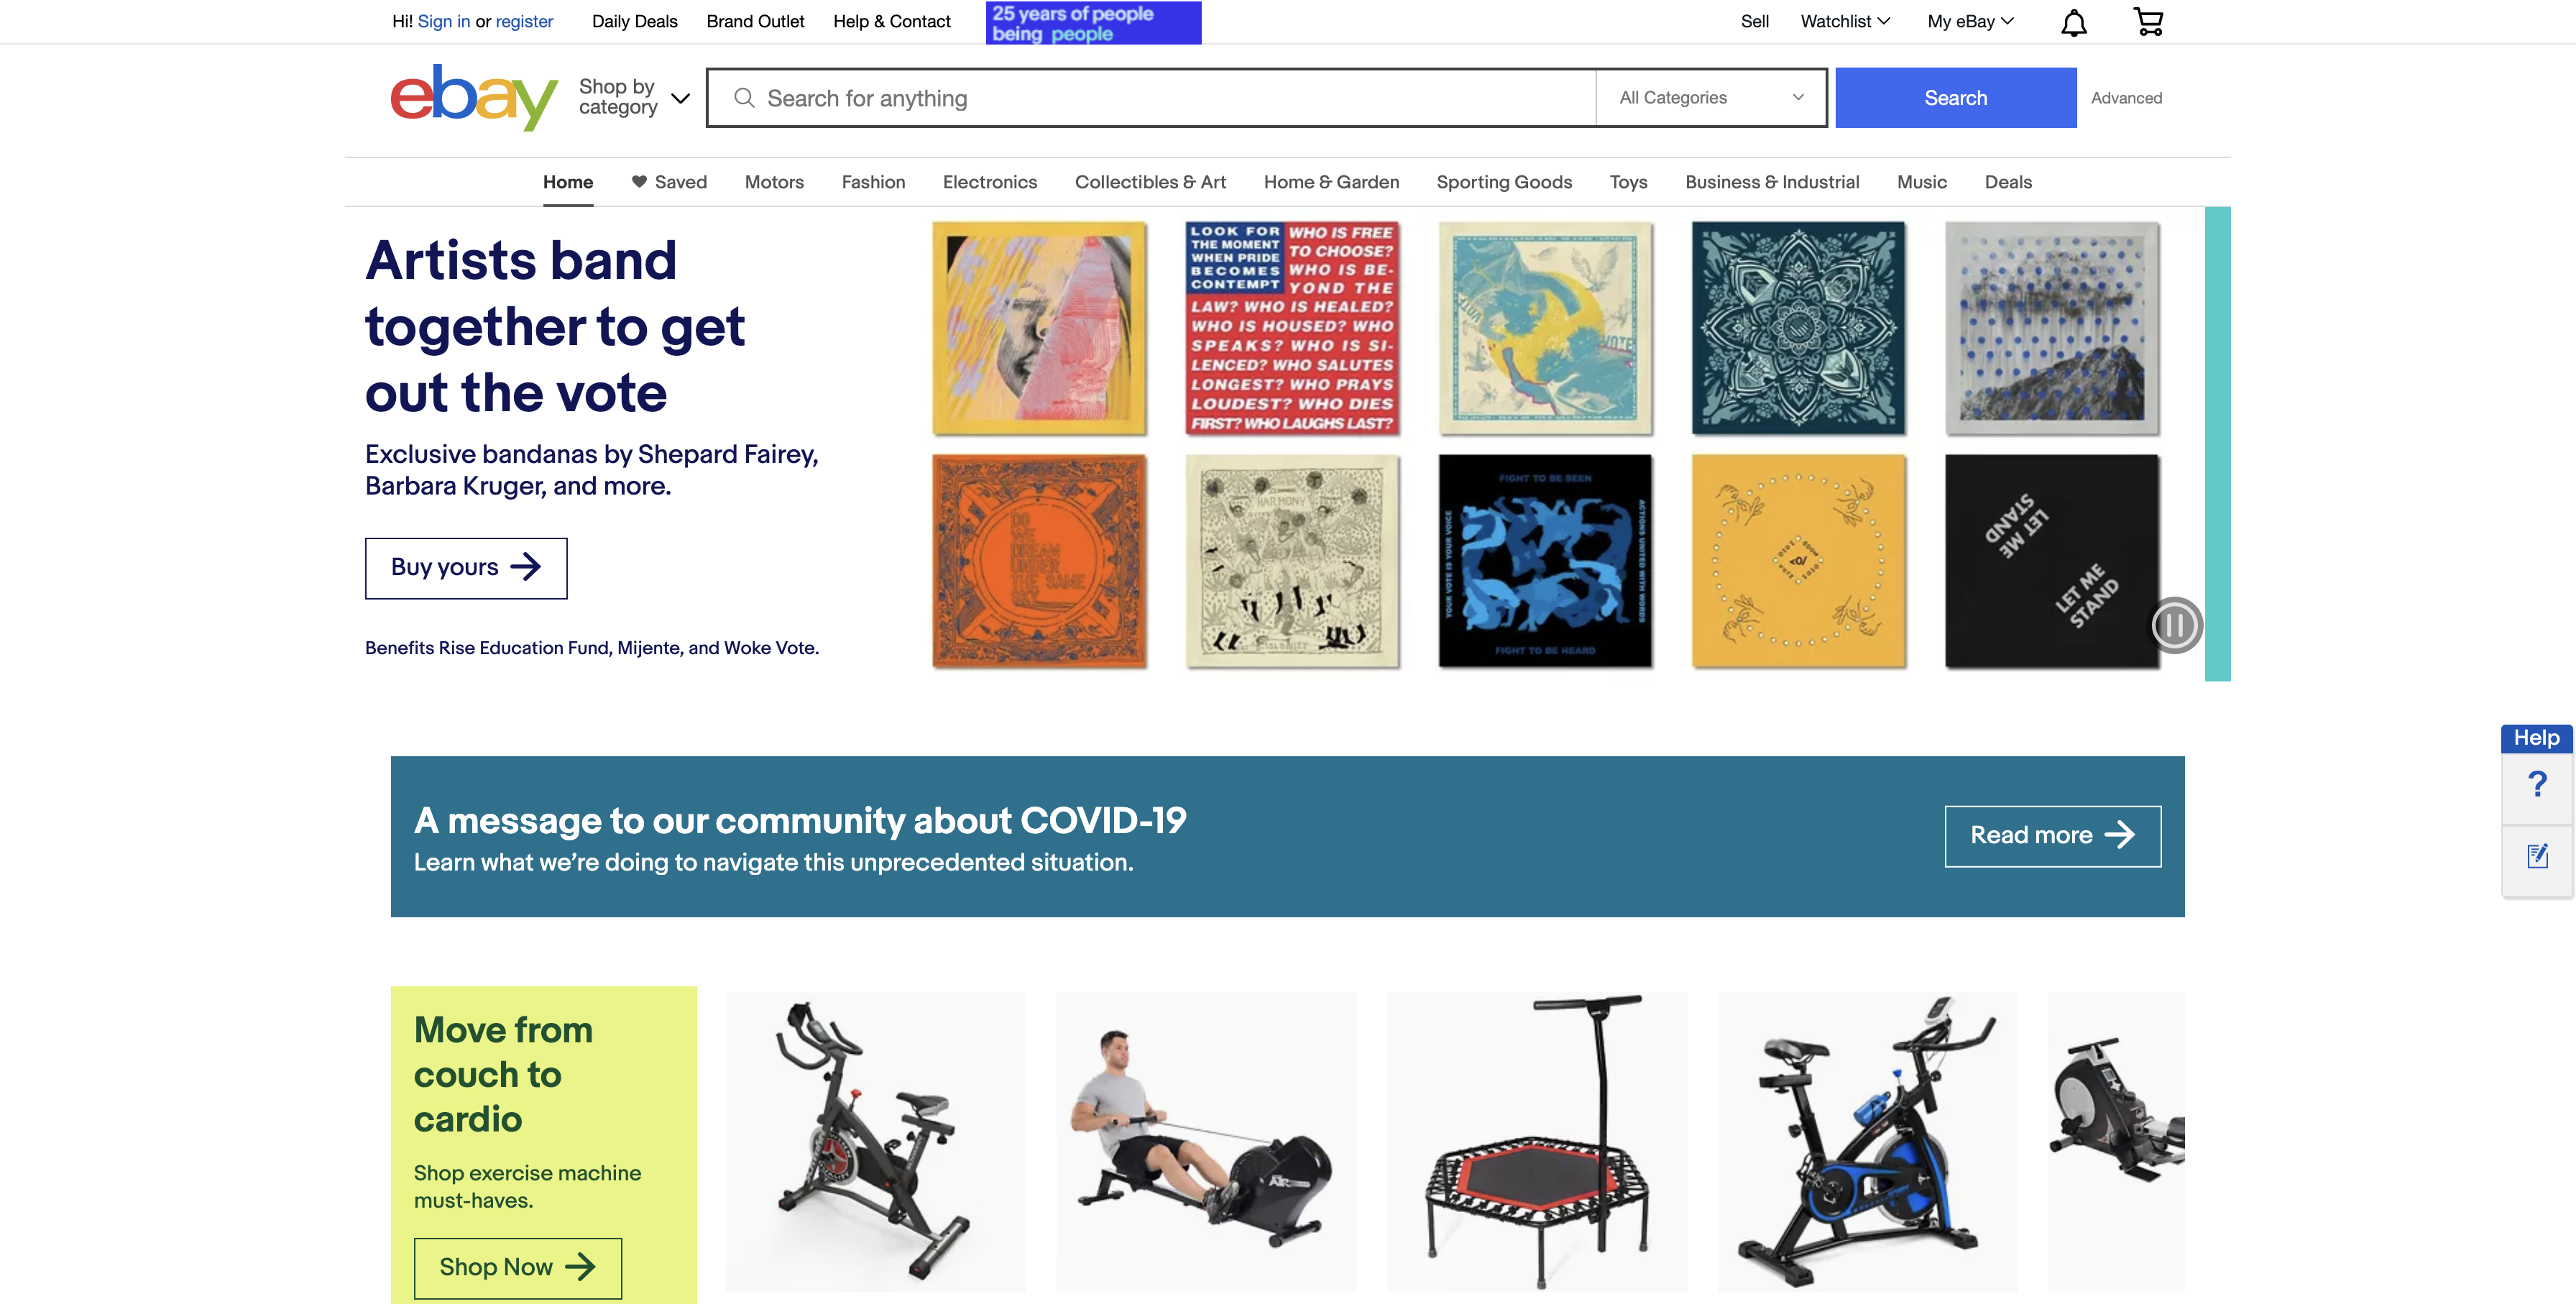 Hi! Sign in or register Daily Deals Brand Outlet Help & Contact
25 years of people
being people
Sell Watchlist My eBay
ebay
Shop by
category
Search for anything
All Categories
Search
Advanced
Home Saved Motors Fashion Electronics Collectibles & Art Home & Garden Sporting Goods Toys Business & Industrial Music Deals
Artists band
together to get
out the vote
Exclusive bandanas by Shepard Fairey,
Barbara Kruger, and more.
Buy yours
Benefits Rise Education Fund, Mijente, and Woke Vote.
LOOK FOR
THE MOMENT
WHEN PRIDE
BECOMES
CONTEMPT
WHO IS FREE
TO CHOOSE?
WHO IS BE-
YOND THE
LAW? WHO IS HEALED?
WHO IS HOUSED? WHO
SPEAKS? WHO IS SI-
LENCED? WHO SALUTES
LONGEST? WHO PRAYS
LOUDEST? WHO DIES
FIRST? WHO LAUGHS LAST?
VOTE
VOTE
DREAM
UNDER
THE SAME
HARMONY
FIGHT TO BE SEEN
YOUR VOTE IS YOUR VOICE
ACTIONS UNITED WITH WORDS
FIGHT TO BE HEARD
LET ME
STAND
LET ME
STAND
Help
?
A message to our community about COVID-19
Learn what we’re doing to navigate this unprecedented situation.
Read more
Move from
couch to
cardio
Shop exercise machine
must-haves.
Shop Now